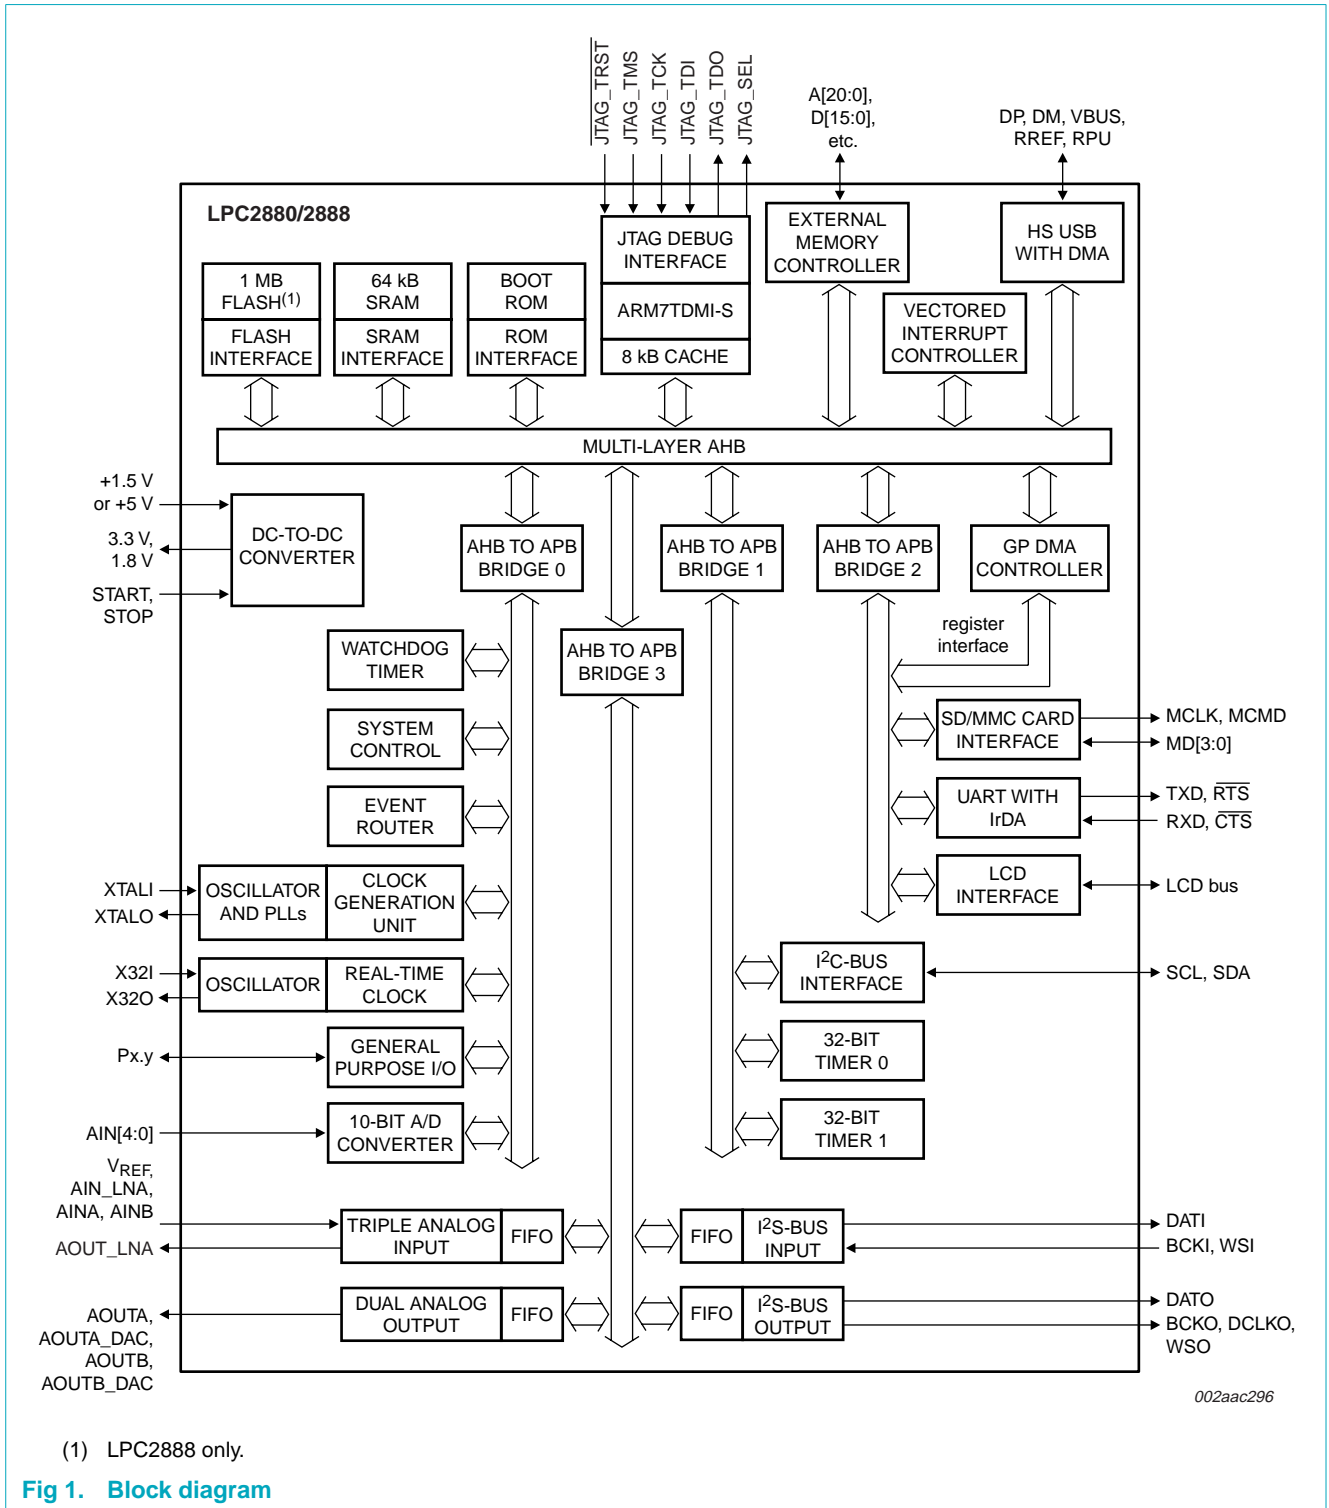 JTAG_TRST
JTAG_TMS
JTAG_TCK
JTAG_TDI
JTAG_TDO
JTAG_SEL
A[20:0],
D[15:0],
etc.
DP, DM, VBUS,
RREF, RPU
LPC2880/2888
1 MB
FLASH(1)
FLASH
INTERFACE
64 kB
SRAM
SRAM
INTERFACE
BOOT
ROM
ROM
INTERFACE
JTAG DEBUG
INTERFACE
ARM7TDMI-S
8 kB CACHE
EXTERNAL
MEMORY
CONTROLLER
VECTORED
INTERRUPT
CONTROLLER
HS USB
WITH DMA
MULTI-LAYER AHB
+1.5 V
or +5 V
3.3 V,
1.8 V
START,
STOP
DC-TO-DC
CONVERTER
AHB TO APB
BRIDGE 0
AHB TO APB
BRIDGE 1
AHB TO APB
BRIDGE 2
GP DMA
CONTROLLER
register
interface
AHB TO APB
BRIDGE 3
WATCHDOG
TIMER
SYSTEM
CONTROL
EVENT
ROUTER
XTALI
XTALO
OSCILLATOR
AND PLLs
CLOCK
GENERATION
UNIT
X32I
X32O
OSCILLATOR
REAL-TIME
CLOCK
Px.y
GENERAL
PURPOSE I/O
AIN[4:0]
10-BIT A/D
CONVERTER
SD/MMC CARD
INTERFACE
MCLK, MCMD
MD[3:0]
UART WITH
IrDA
TXD, RTS
RXD, CTS
LCD
INTERFACE
LCD bus
I2C-BUS
INTERFACE
SCL, SDA
32-BIT
TIMER 0
32-BIT
TIMER 1
VREF,
AIN_LNA,
AINA, AINB
AOUT_LNA
TRIPLE ANALOG
INPUT
FIFO
FIFO
I2S-BUS
INPUT
DATI
BCKI, WSI
AOUTA,
AOUTA_DAC,
AOUTB,
AOUTB_DAC
DUAL ANALOG
OUTPUT
FIFO
FIFO
I2S-BUS
OUTPUT
DATO
BCKO, DCLKO,
WSO
002aac296
(1) LPC2888 only.
Fig 1. Block diagram